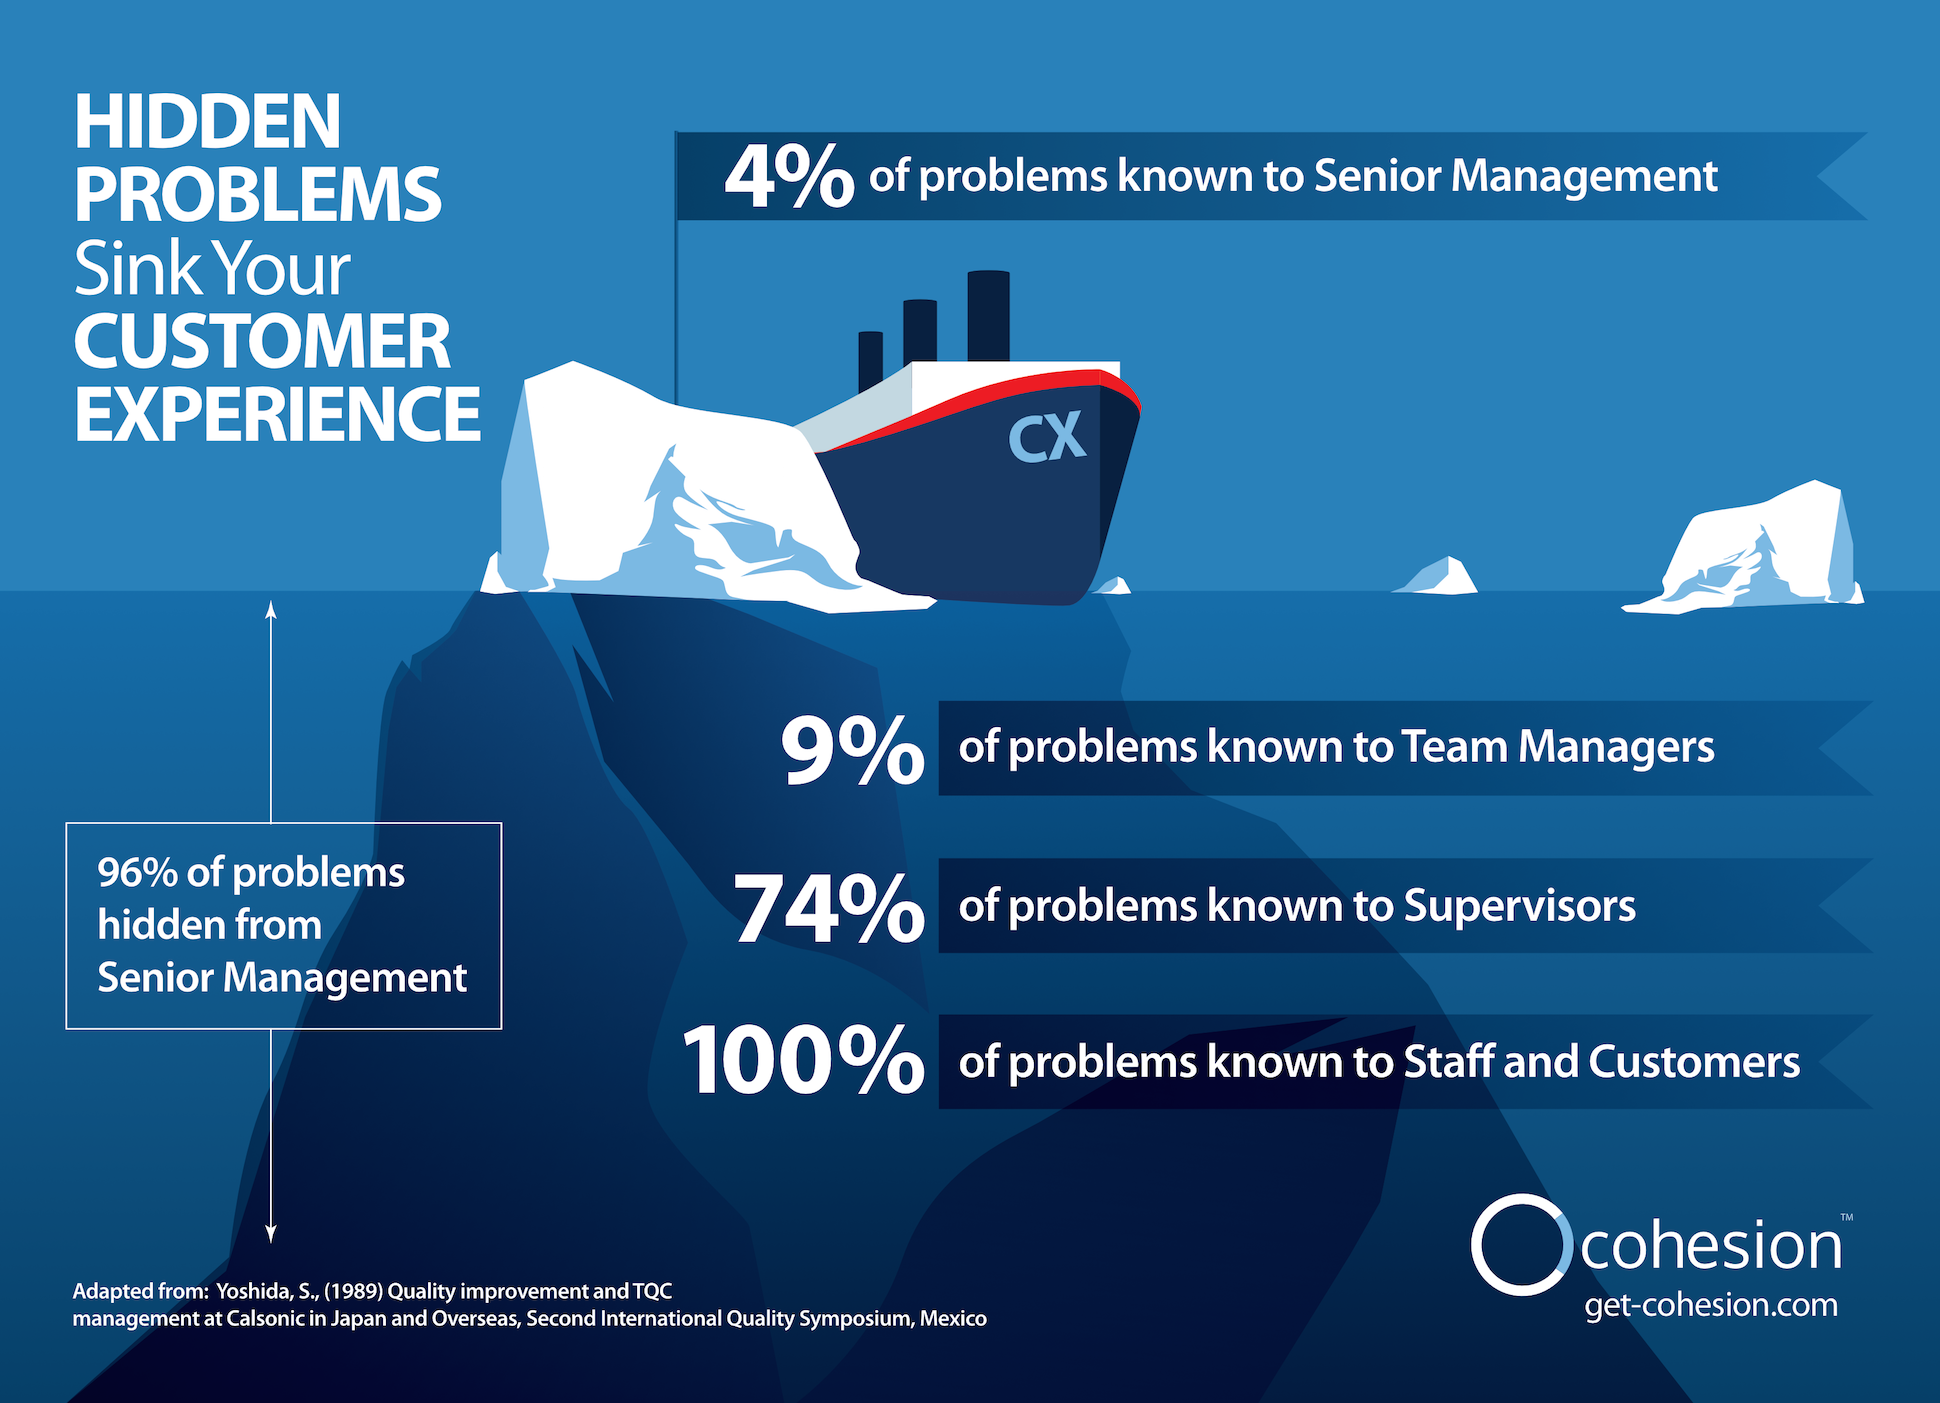 HIDDEN
PROBLEMS
Sink Your
CUSTOMER
EXPERIENCE
4% of problems known to Senior Management
CX
9% of problems known to Team Managers
74% of problems known to Supervisors
100% of problems known to Staff and Customers
96% of problems
hidden from
Senior Management
Adapted from: Yoshida, S., (1989) Quality improvement and TQC
management at Calsonic in Japan and Overseas, Second International Quality Symposium, Mexico
cohesion™
get-cohesion.com